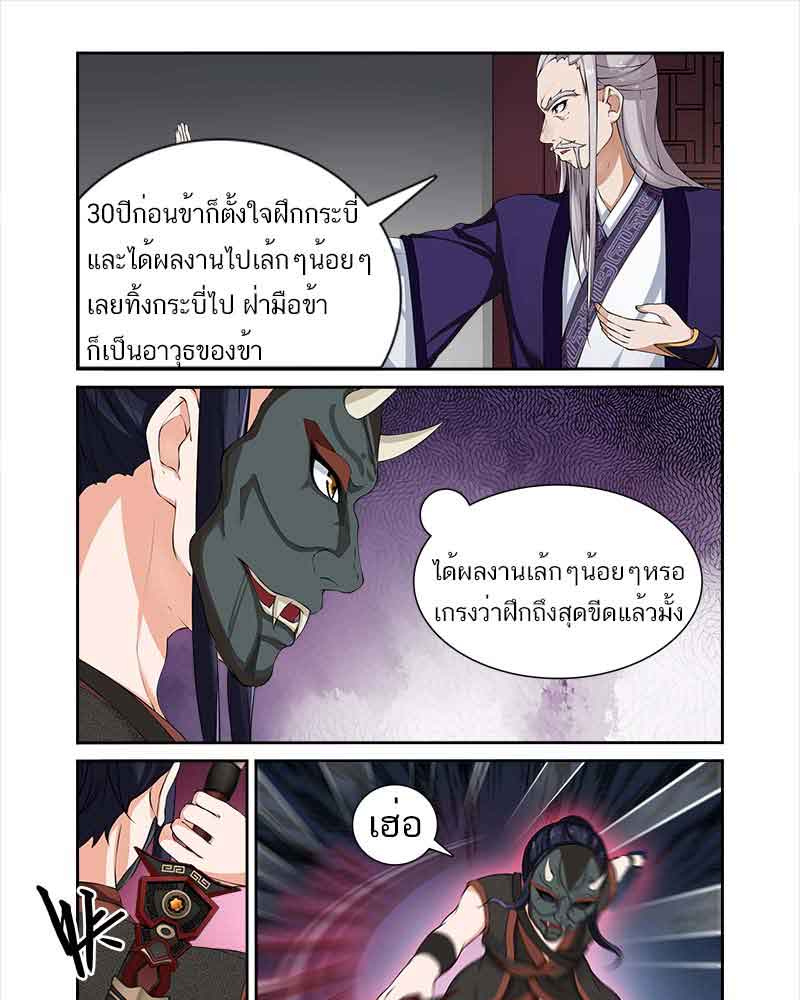 30ปีก่อนข้าก็ตั้งใจฝึกกระบี่
และได้ผลงานไปเล้กๆน้อยๆ
เลยทิ้งกระบี่ไป ฝ่ามือข้า
ก็เป็นอาวุธของข้า
ได้ผลงานเล้กๆน้อยๆหรอ
เกรงว่าฝึกถึงสุดขีดแล้วมั้ง
เฮ่อ